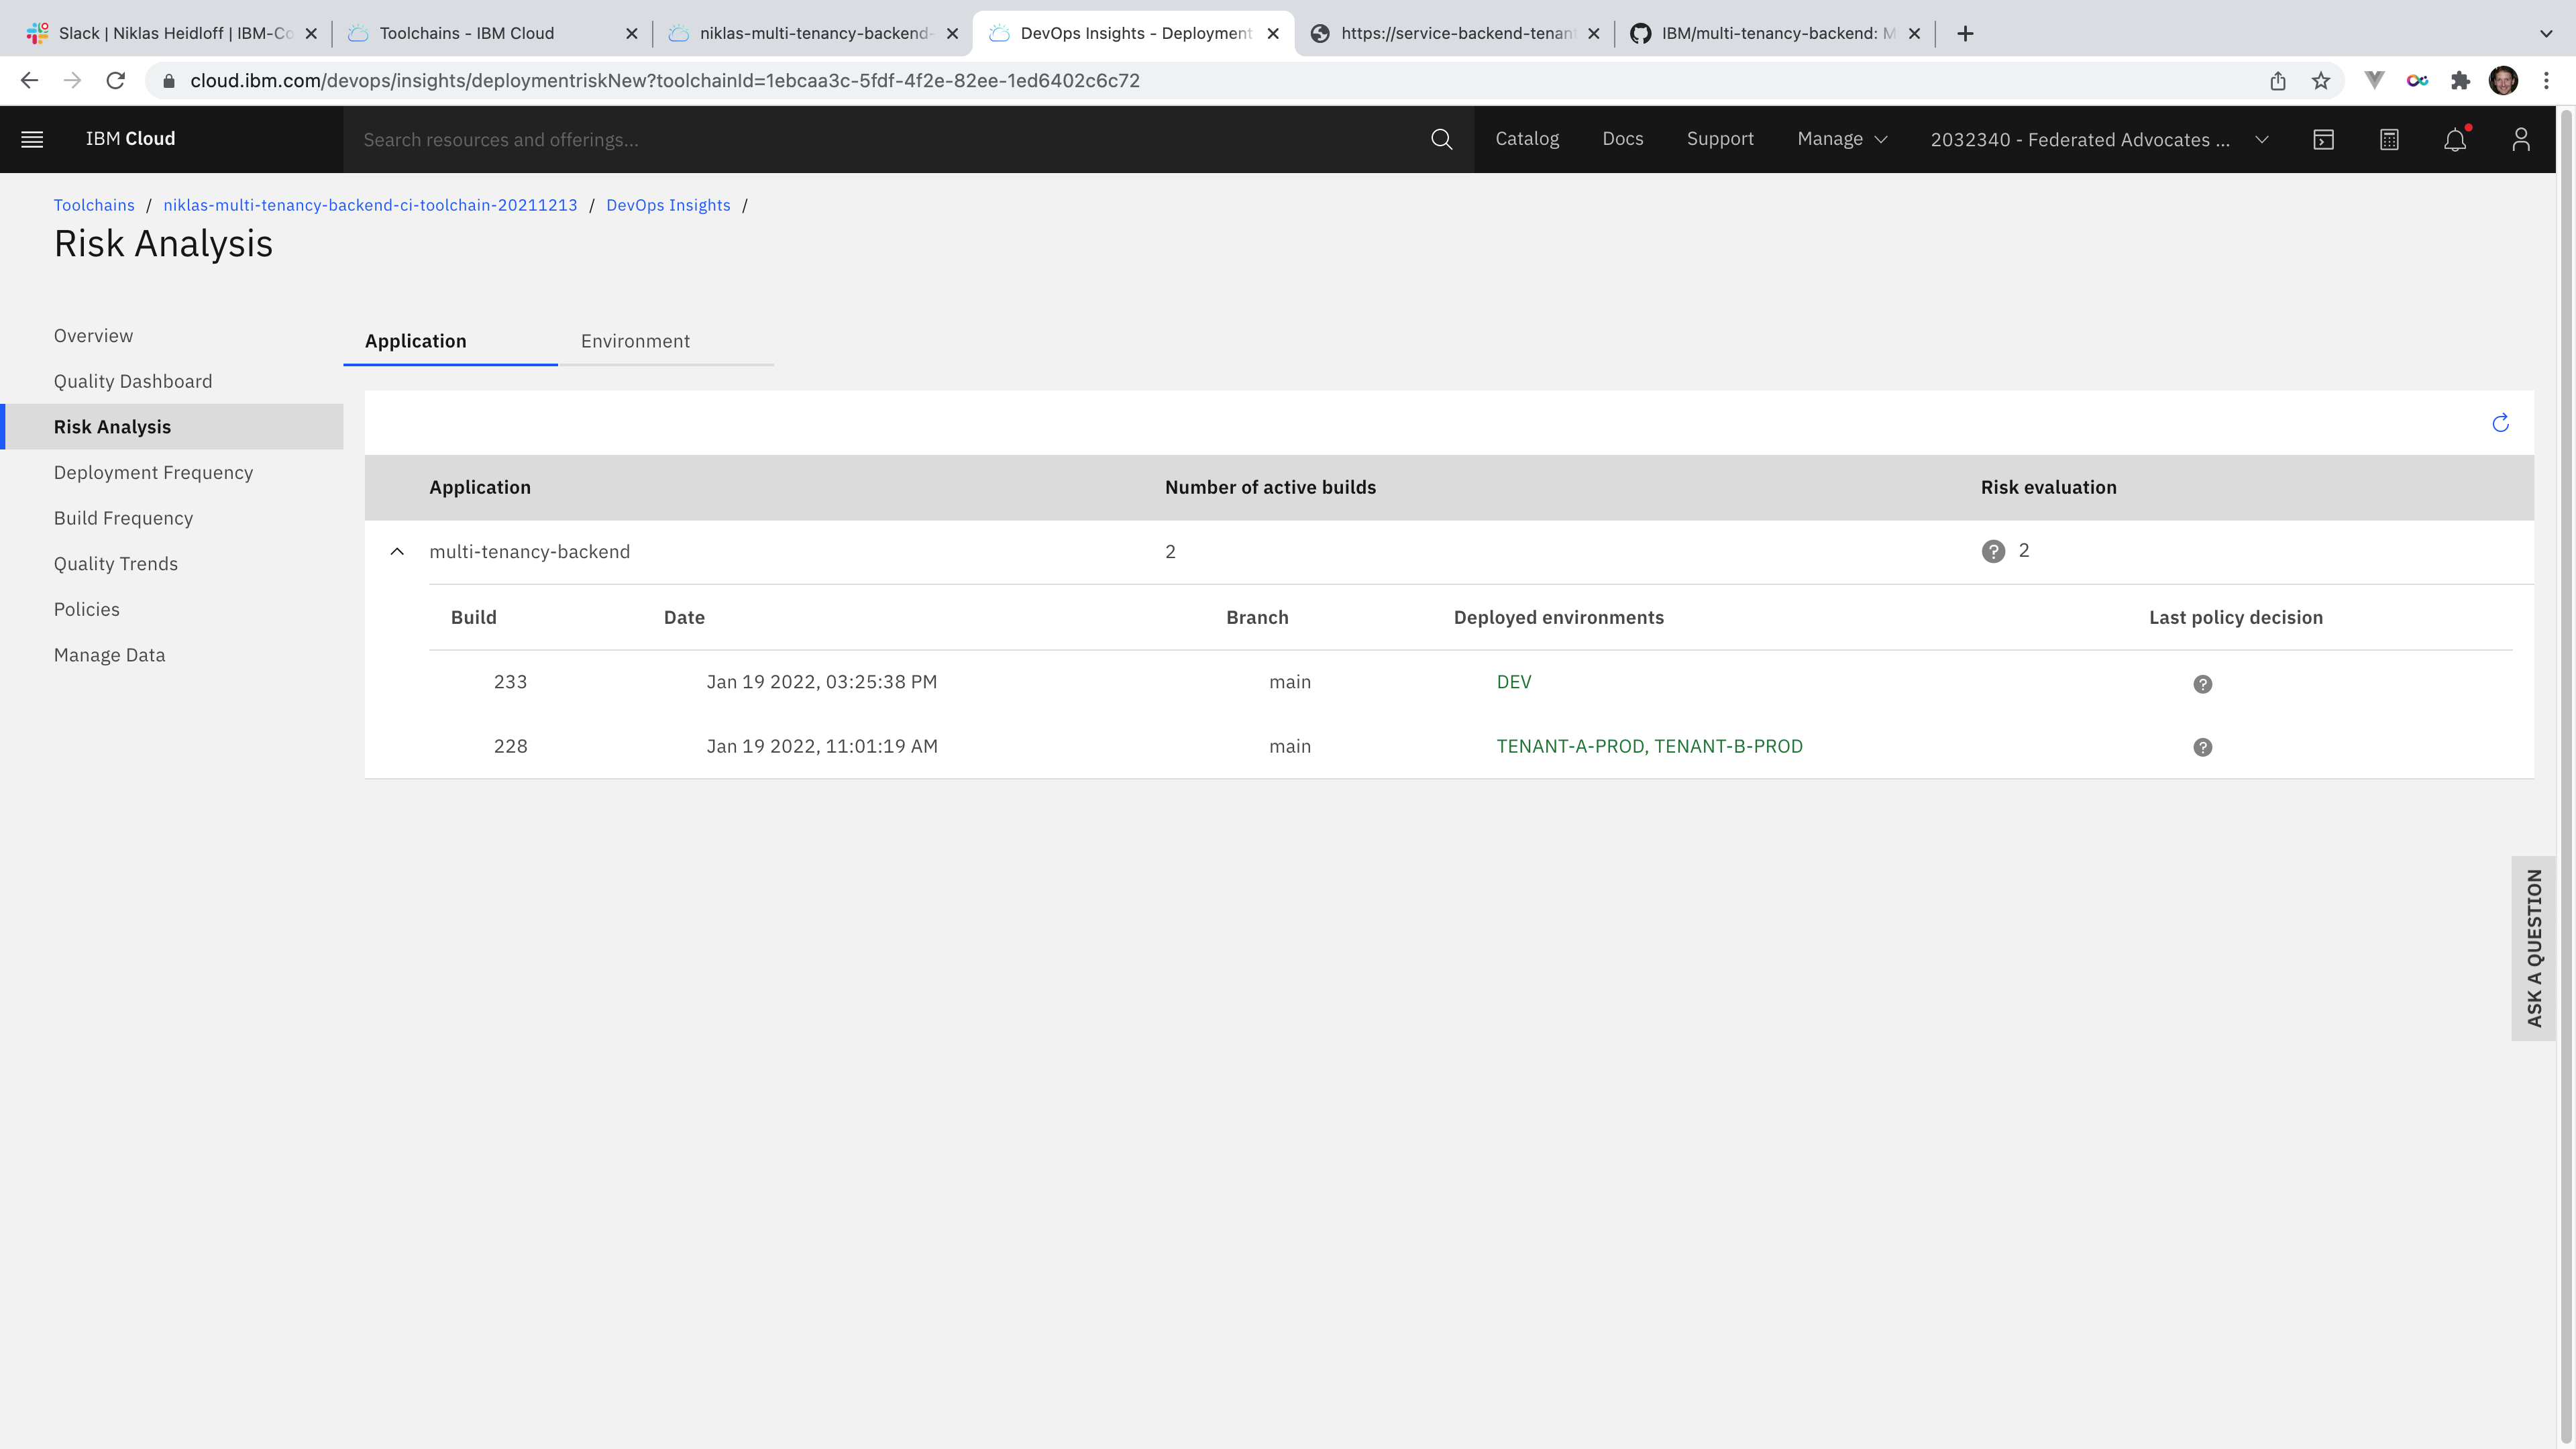 Slack | Niklas Heidloff | IBM-Co
Toolchains - IBM Cloud
niklas-multi-tenancy-backend-
DevOps Insights - Deployment
https://service-backend-tenant
IBM/multi-tenancy-backend: M
cloud.ibm.com/devops/insights/deploymentriskNew?toolchainId=1ebcaa3c-5fdf-4f2e-82ee-1ed6402c6c72
IBM Cloud
Search resources and offerings...
Catalog
Docs
Support
Manage
2032340 - Federated Advocates ...
Toolchains / niklas-multi-tenancy-backend-ci-toolchain-20211213 / DevOps Insights /
Risk Analysis
Overview
Quality Dashboard
Risk Analysis
Deployment Frequency
Build Frequency
Quality Trends
Policies
Manage Data
Application
Environment
Application
Number of active builds
Risk evaluation
multi-tenancy-backend
2
? 2
Build
Date
Branch
Deployed environments
Last policy decision
233
Jan 19 2022, 03:25:38 PM
main
DEV
?
228
Jan 19 2022, 11:01:19 AM
main
TENANT-A-PROD, TENANT-B-PROD
?
ASK A QUESTION